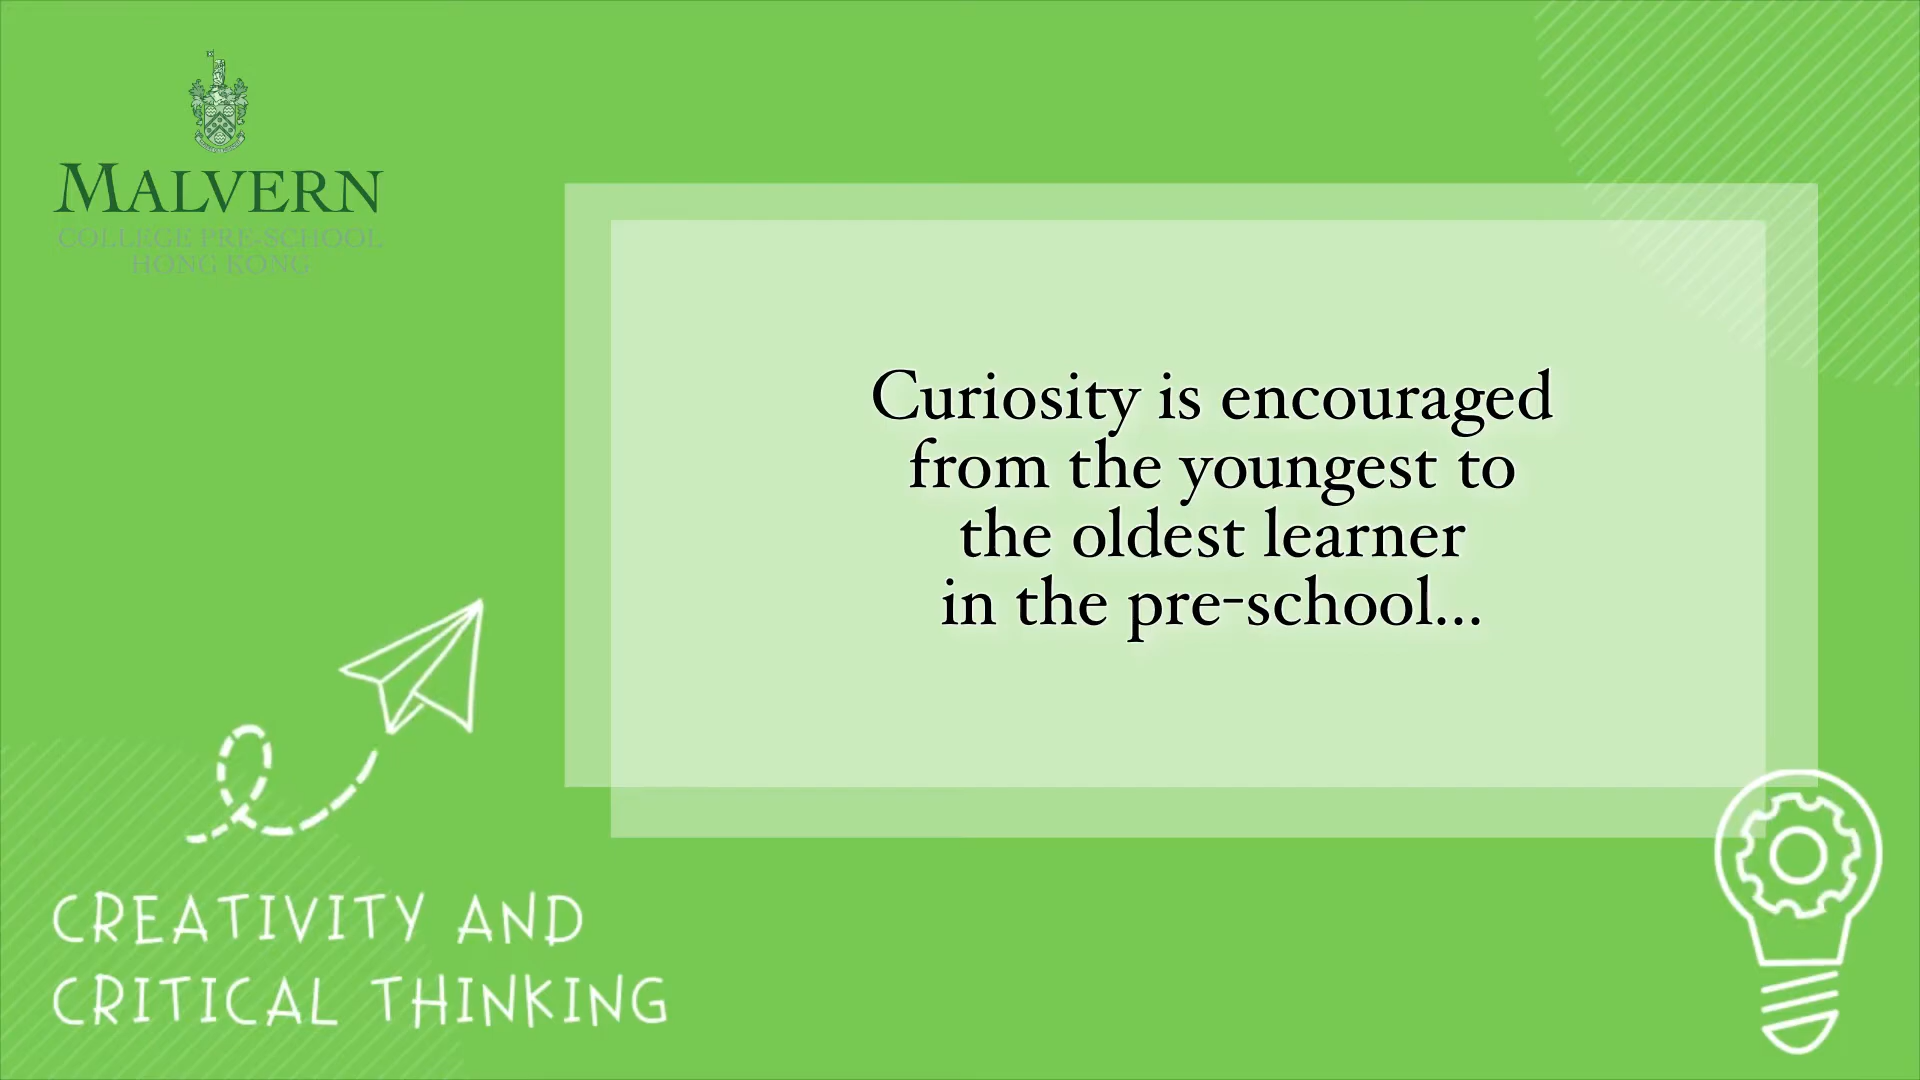 MALVERN
COLLEGE PRE-SCHOOL
HONG KONG
Curiosity is encouraged
from the youngest to
the oldest learner
in the pre-school...
CREATIVITY AND
CRITICAL THINKING